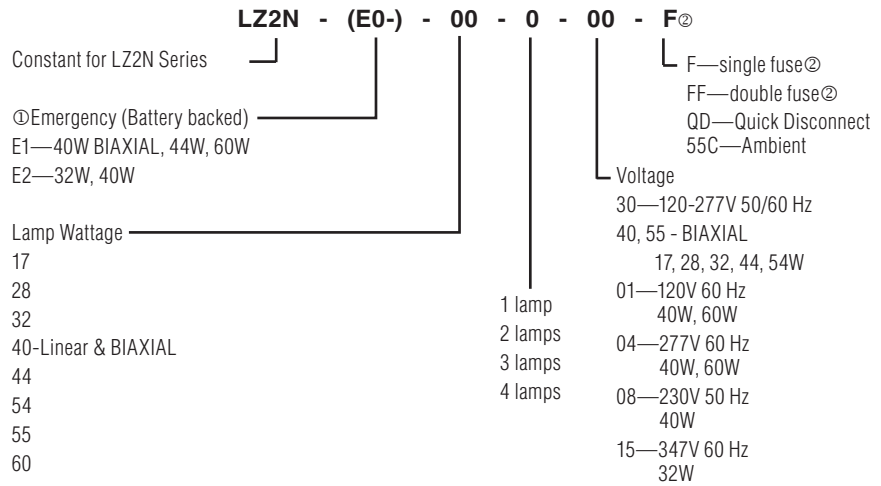 LZ2N - (E0-) - 00 - 0 - 00 - F②
Constant for LZ2N Series
①Emergency (Battery backed)
E1—40W BIAXIAL, 44W, 60W
E2—32W, 40W
Lamp Wattage
17
28
32
40-Linear & BIAXIAL
44
54
55
60
1 lamp
2 lamps
3 lamps
4 lamps
F—single fuse②
FF—double fuse②
QD—Quick Disconnect
55C—Ambient
Voltage
30—120-277V 50/60 Hz
40, 55 - BIAXIAL
17, 28, 32, 44, 54W
01—120V 60 Hz
40W, 60W
04—277V 60 Hz
40W, 60W
08—230V 50 Hz
40W
15—347V 60 Hz
32W